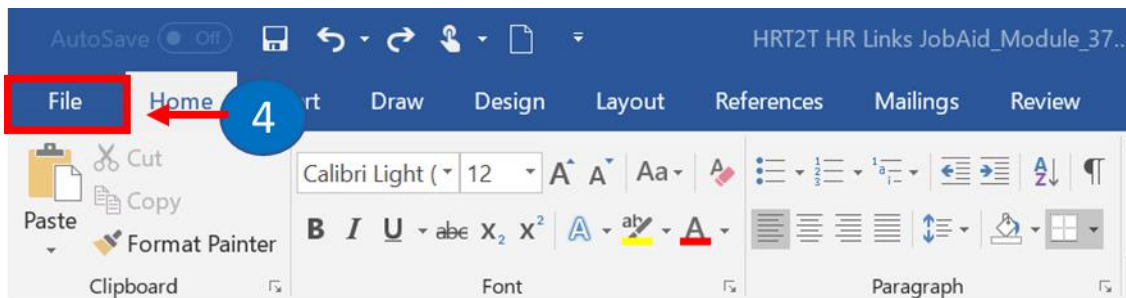 AutoSave Off HRT2T HR Links JobAid_Module_37...
File Home rt Draw Design Layout References Mailings Review
4
Cut
Copy
Paste
Format Painter
Clipboard
Calibri Light ( 12 A A Aa A
B I U abc X₂ X² A aby A
Font
A Z ¶
Paragraph